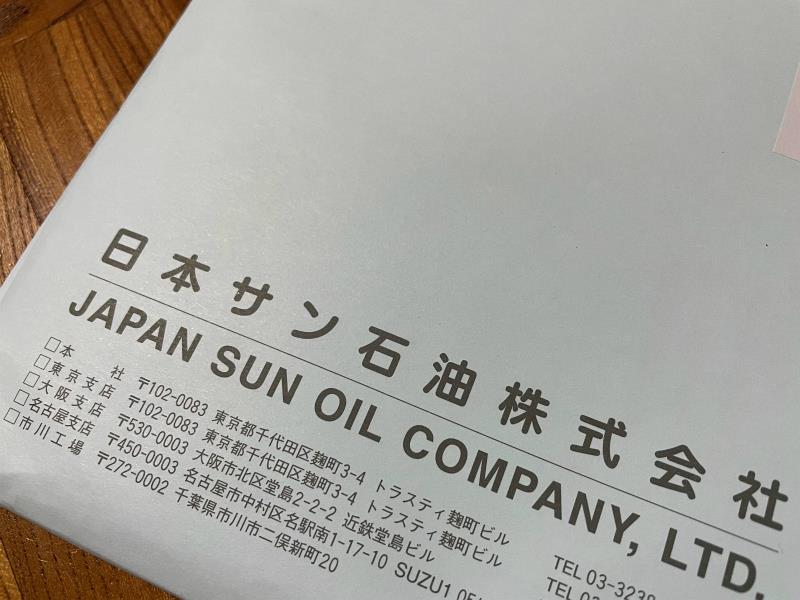 日本サン石油株式会社
JAPAN SUN OIL COMPANY, LTD.
□本 社 〒102-0083 東京都千代田区麹町3-4 トラスティ麹町ビル TEL 03-3238
□東京支店 〒102-0083 東京都千代田区麹町3-4 トラスティ麹町ビル TEL 03
□大阪支店 〒530-0003 大阪市北区堂島2-2-2 近鉄堂島ビル
□名古屋支店 〒450-0003 名古屋市中村区名駅南1-17-10 SUZU1
□市川工場 〒272-0002 千葉県市川市二俣新町20